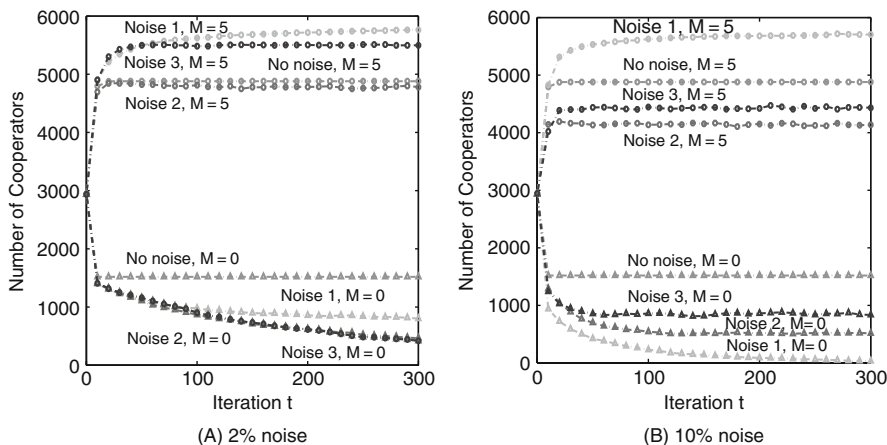 Noise 1, M = 5
Noise 3, M = 5
No noise, M = 5
Noise 2, M = 5
No noise, M = 0
Noise 1, M = 0
Noise 2, M = 0
Noise 3, M = 0
Number of Cooperators
6000
5000
4000
3000
2000
1000
0
0
100
200
300
Iteration t
(A) 2% noise
Noise 1, M = 5
No noise, M = 5
Noise 3, M = 5
Noise 2, M = 5
No noise, M = 0
Noise 3, M = 0
Noise 2, M = 0
Noise 1, M = 0
Number of Cooperators
6000
5000
4000
3000
2000
1000
0
0
100
200
300
Iteration t
(B) 10% noise